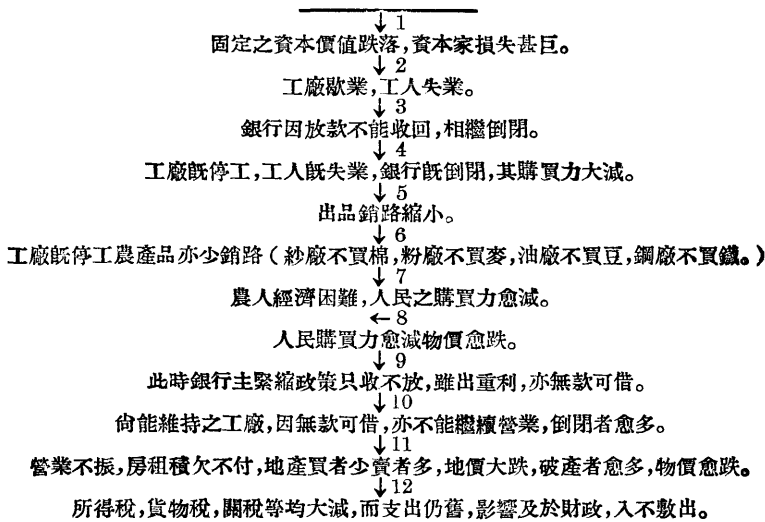 ↓ 1
固定之資本價值跌落,資本家損失甚巨。
↓ 2
工廠歇業,工人失業。
↓ 3
銀行因放款不能收回,相繼倒閉。
↓ 4
工廠旣停工,工人旣失業,銀行旣倒閉,其購買力大減。
↓ 5
出品銷路縮小。
↓ 6
工廠旣停工農產品亦少銷路(紗廠不買棉,粉廠不買麥,油廠不買豆,鋼廠不買鐵。)
↓ 7
農人經濟困難,人民之購買力愈減。
← 8
人民購買力愈減物價愈跌。
↓ 9
此時銀行主緊縮政策只收不放,雖出重利,亦無款可借。
↓ 10
尙能維持之工廠,因無款可借,亦不能繼續營業,倒閉者愈多。
↓ 11
營業不振,房租積欠不付,地產買者少賣者多,地價大跌,破產者愈多,物價愈跌。
↓ 12
所得稅,貨物稅,關稅等均大減,而支出仍舊,影響及於財政,入不敷出。